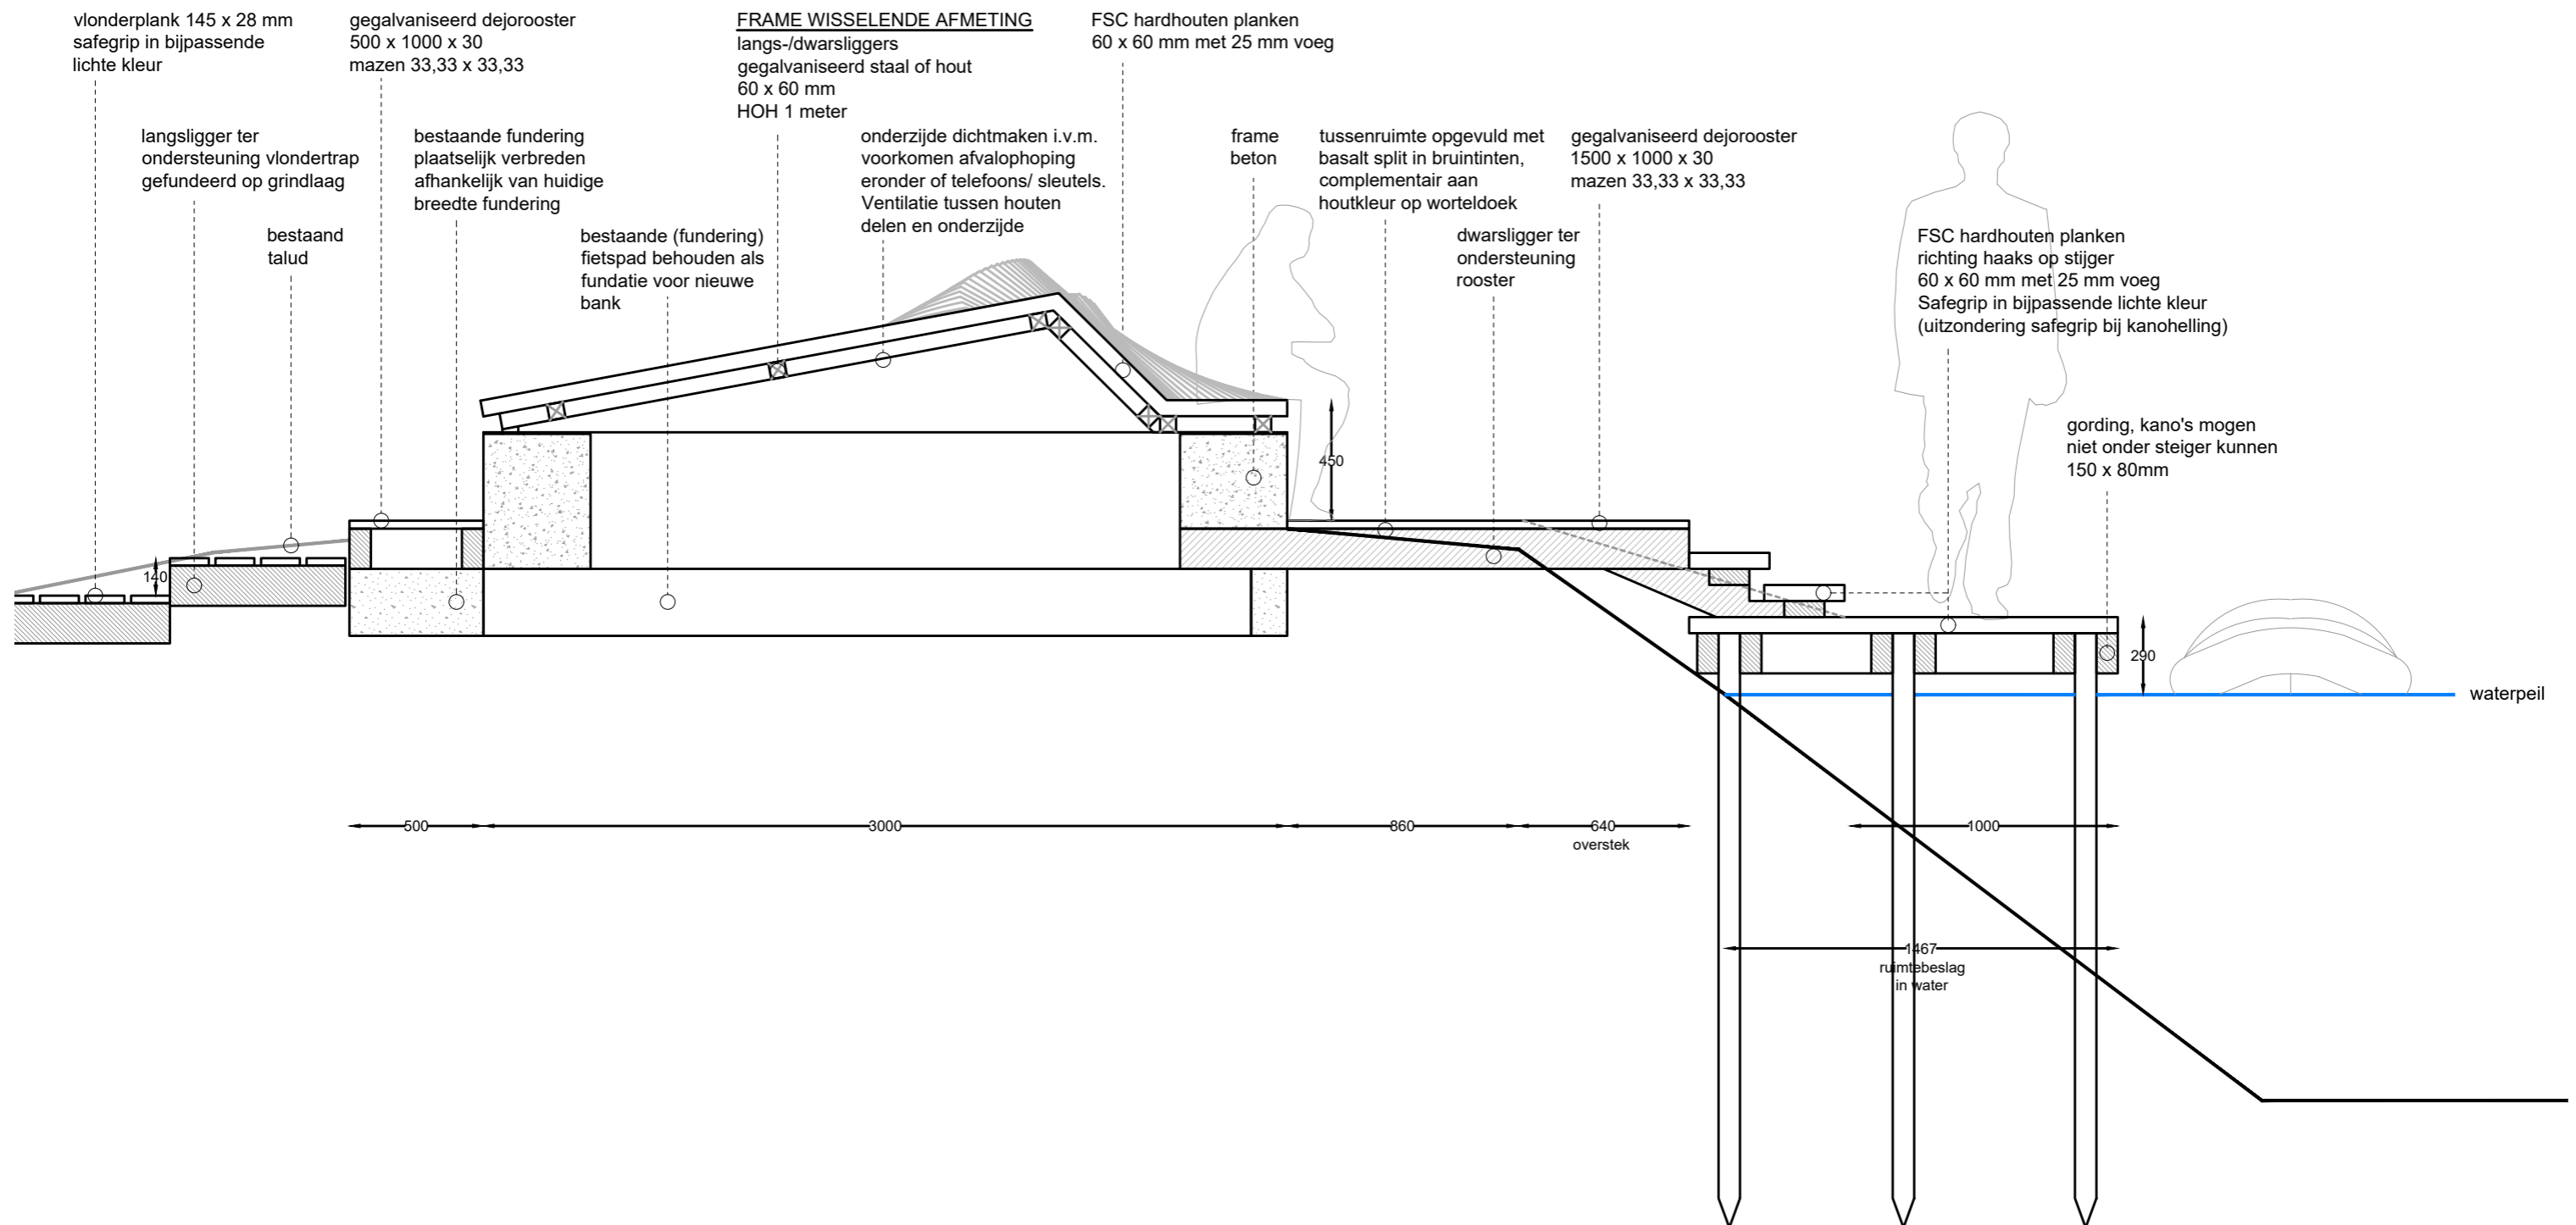 vlonderplank 145 x 28 mm
safegrip in bijpassende
lichte kleur
gegalvaniseerd dejorooster
500 x 1000 x 30
mazen 33,33 x 33,33
FRAME WISSELENDE AFMETING
langs-/dwarsliggers
gegalvaniseerd staal of hout
60 x 60 mm
HOH 1 meter
FSC hardhouten planken
60 x 60 mm met 25 mm voeg
langsligger ter
ondersteuning vlondertrap
gefundeerd op grindlaag
bestaande fundering
plaatselijk verbreden
afhankelijk van huidige
breedte fundering
onderzijde dichtmaken i.v.m.
voorkomen afvalophoping
eronder of telefoons/ sleutels.
Ventilatie tussen houten
delen en onderzijde
frame
beton
tussenruimte opgevuld met
basalt split in bruintinten,
complementair aan
houtkleur op worteldoek
gegalvaniseerd dejorooster
1500 x 1000 x 30
mazen 33,33 x 33,33
bestaand
talud
bestaande (fundering)
fietspad behouden als
fundatie voor nieuwe
bank
dwarsligger ter
ondersteuning
rooster
FSC hardhouten planken
richting haaks op stijger
60 x 60 mm met 25 mm voeg
Safegrip in bijpassende lichte kleur
(uitzondering safegrip bij kanohelling)
gording, kano's mogen
niet onder steiger kunnen
150 x 80mm
450
140
290
waterpeil
500
3000
860
640
overstek
1000
1467
ruimtebeslag
in water